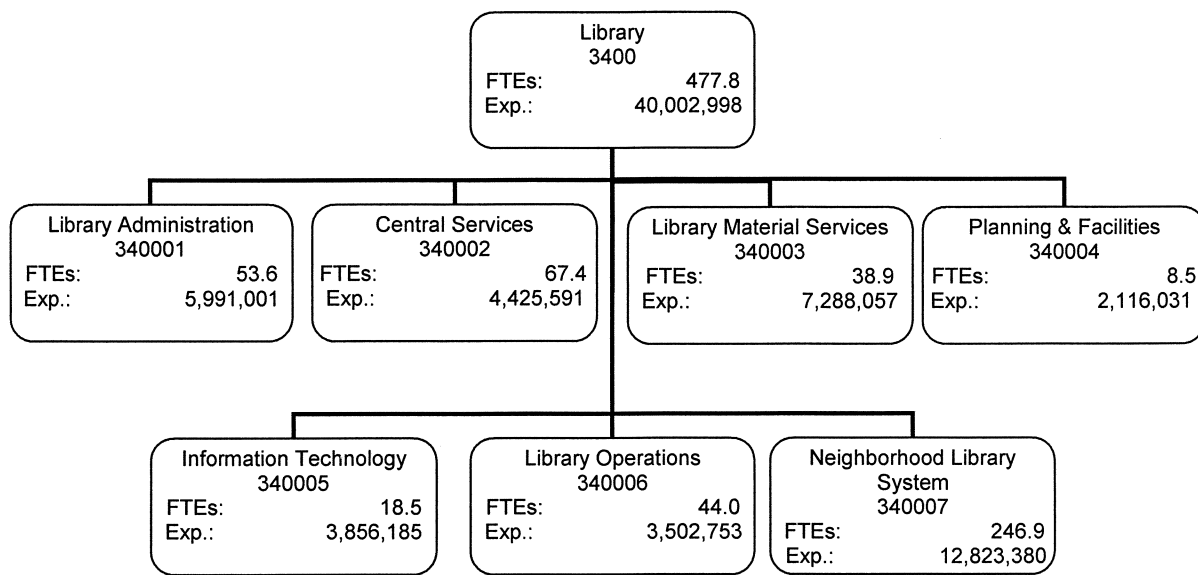 Library
3400
FTEs: 477.8
Exp.: 40,002,998
Library Administration
340001
FTEs: 53.6
Exp.: 5,991,001
Central Services
340002
FTEs: 67.4
Exp.: 4,425,591
Library Material Services
340003
FTEs: 38.9
Exp.: 7,288,057
Planning & Facilities
340004
FTEs: 8.5
Exp.: 2,116,031
Information Technology
340005
FTEs: 18.5
Exp.: 3,856,185
Library Operations
340006
FTEs: 44.0
Exp.: 3,502,753
Neighborhood Library
System
340007
FTEs: 246.9
Exp.: 12,823,380